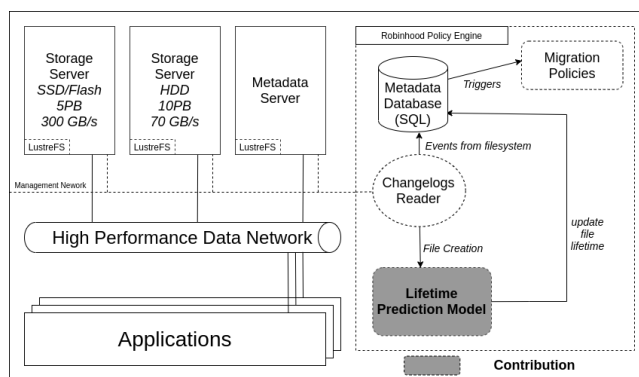 Storage
Server
SSD/Flash
5PB
300 GB/s
LustreFS
Storage
Server
HDD
10PB
70 GB/s
LustreFS
Metadata
Server
LustreFS
Management Nework
High Performance Data Network
Applications
Robinhood Policy Engine
Metadata
Database
(SQL)
Triggers
Migration
Policies
Events from filesystem
Changelogs
Reader
File Creation
update
file
lifetime
Lifetime
Prediction Model
Contribution